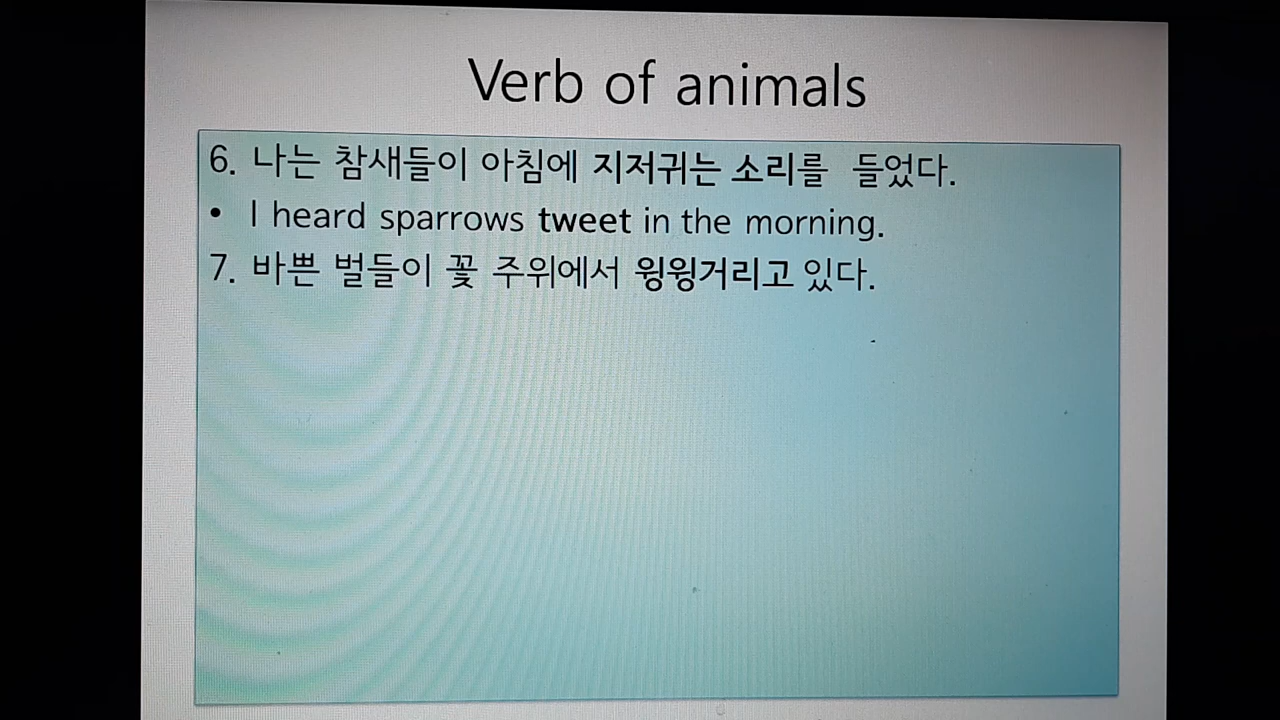 Verb of animals
6. 나는 참새들이 아침에 지저귀는 소리를 들었다.
• I heard sparrows tweet in the morning.
7. 바쁜 벌들이 꽃 주위에서 윙윙거리고 있다.